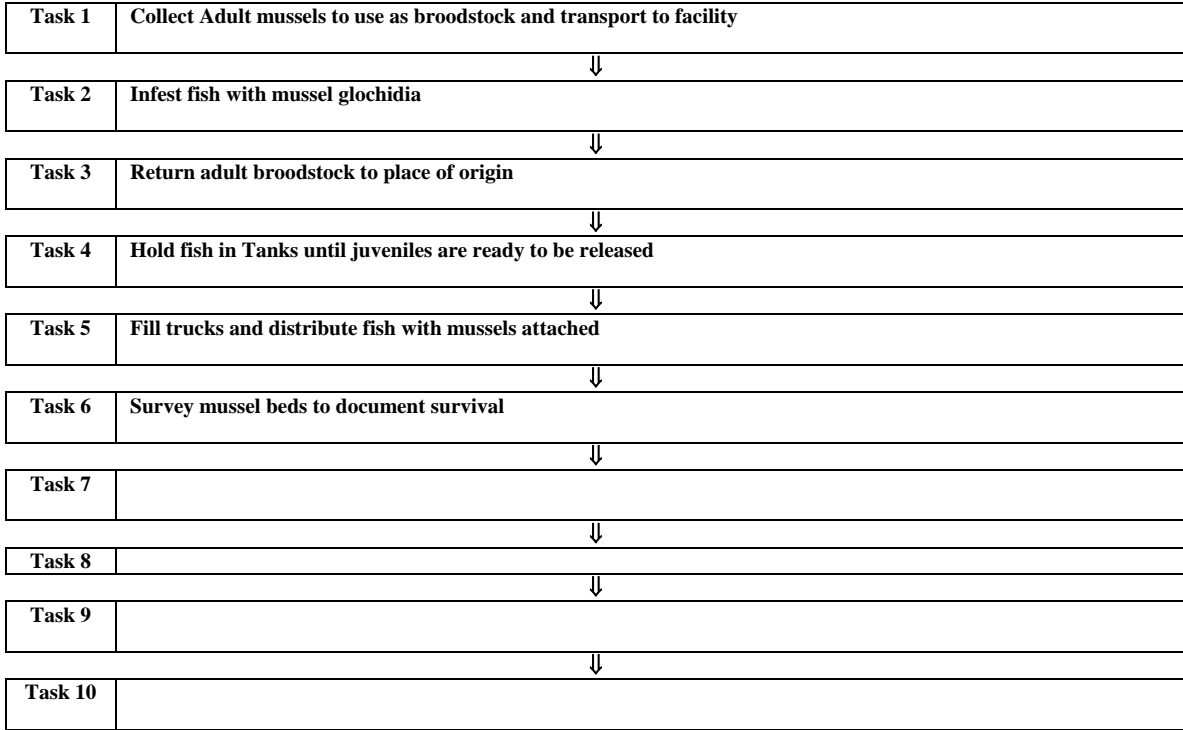 Task 1 Collect Adult mussels to use as broodstock and transport to facility
⇓
Task 2 Infest fish with mussel glochidia
⇓
Task 3 Return adult broodstock to place of origin
⇓
Task 4 Hold fish in Tanks until juveniles are ready to be released
⇓
Task 5 Fill trucks and distribute fish with mussels attached
⇓
Task 6 Survey mussel beds to document survival
⇓
Task 7
⇓
Task 8
⇓
Task 9
⇓
Task 10